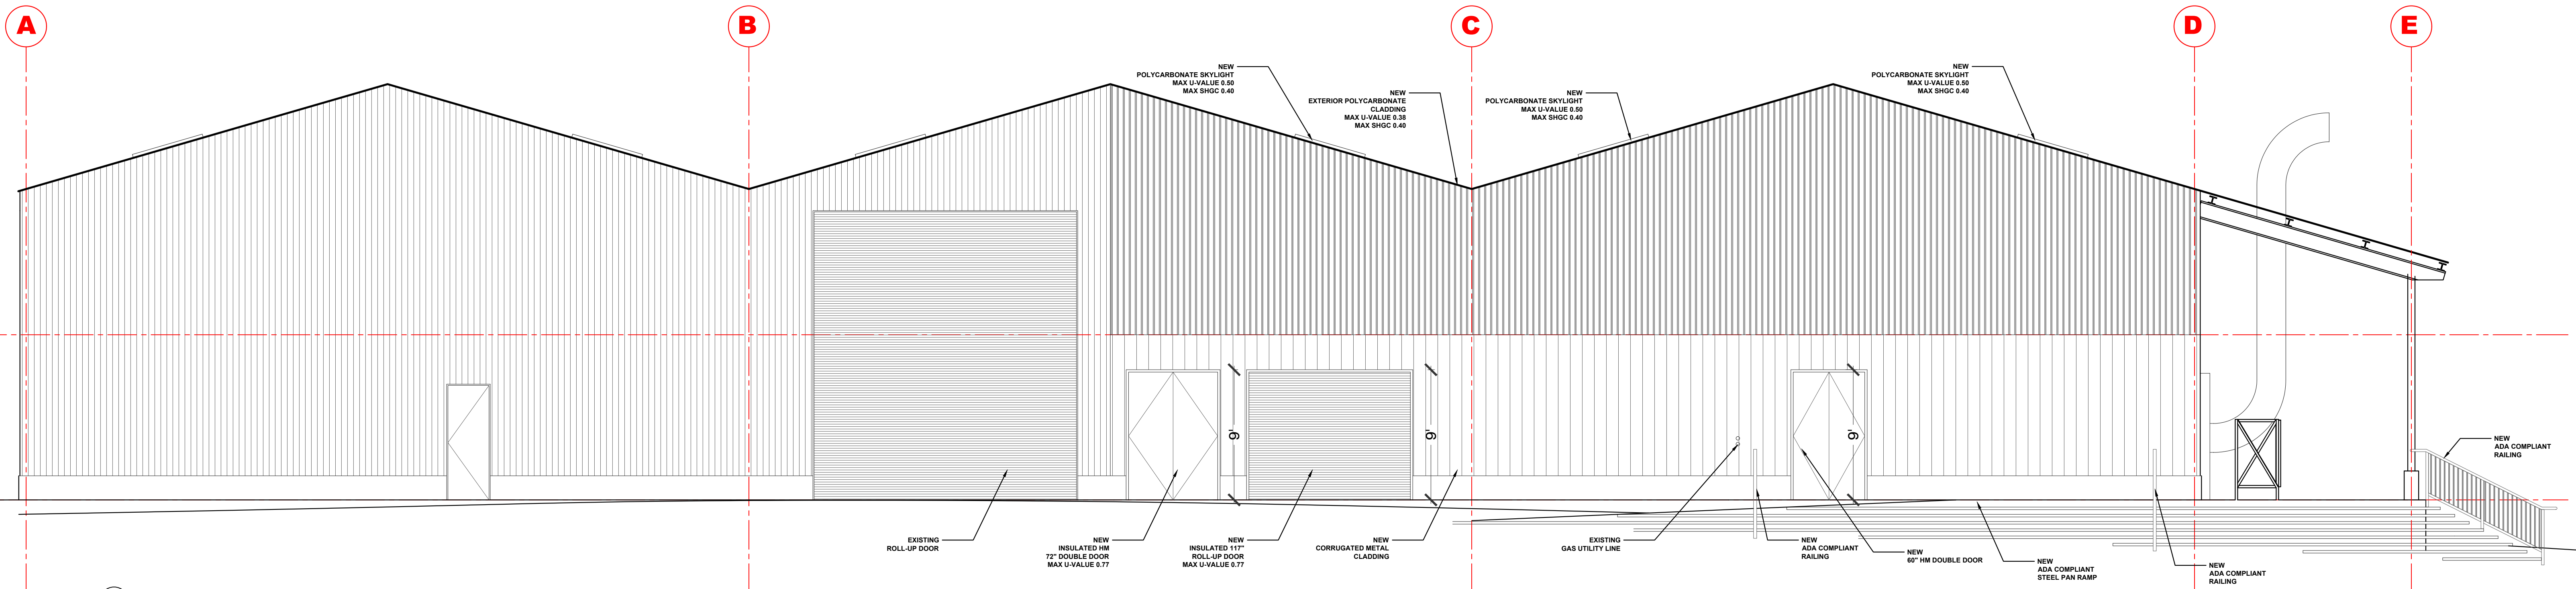 A
B
C
D
E
NEW
POLYCARBONATE SKYLIGHT
MAX U-VALUE 0.50
MAX SHGC 0.40
NEW
EXTERIOR POLYCARBONATE
CLADDING
MAX U-VALUE 0.38
MAX SHGC 0.40
NEW
POLYCARBONATE SKYLIGHT
MAX U-VALUE 0.50
MAX SHGC 0.40
NEW
POLYCARBONATE SKYLIGHT
MAX U-VALUE 0.50
MAX SHGC 0.40
9'
9'
9'
NEW
ADA COMPLIANT
RAILING
EXISTING
ROLL-UP DOOR
NEW
INSULATED HM
72" DOUBLE DOOR
MAX U-VALUE 0.77
NEW
INSULATED 117"
ROLL-UP DOOR
MAX U-VALUE 0.77
NEW
CORRUGATED METAL
CLADDING
EXISTING
GAS UTILITY LINE
NEW
ADA COMPLIANT
RAILING
NEW
60" HM DOUBLE DOOR
NEW
ADA COMPLIANT
STEEL PAN RAMP
NEW
ADA COMPLIANT
RAILING